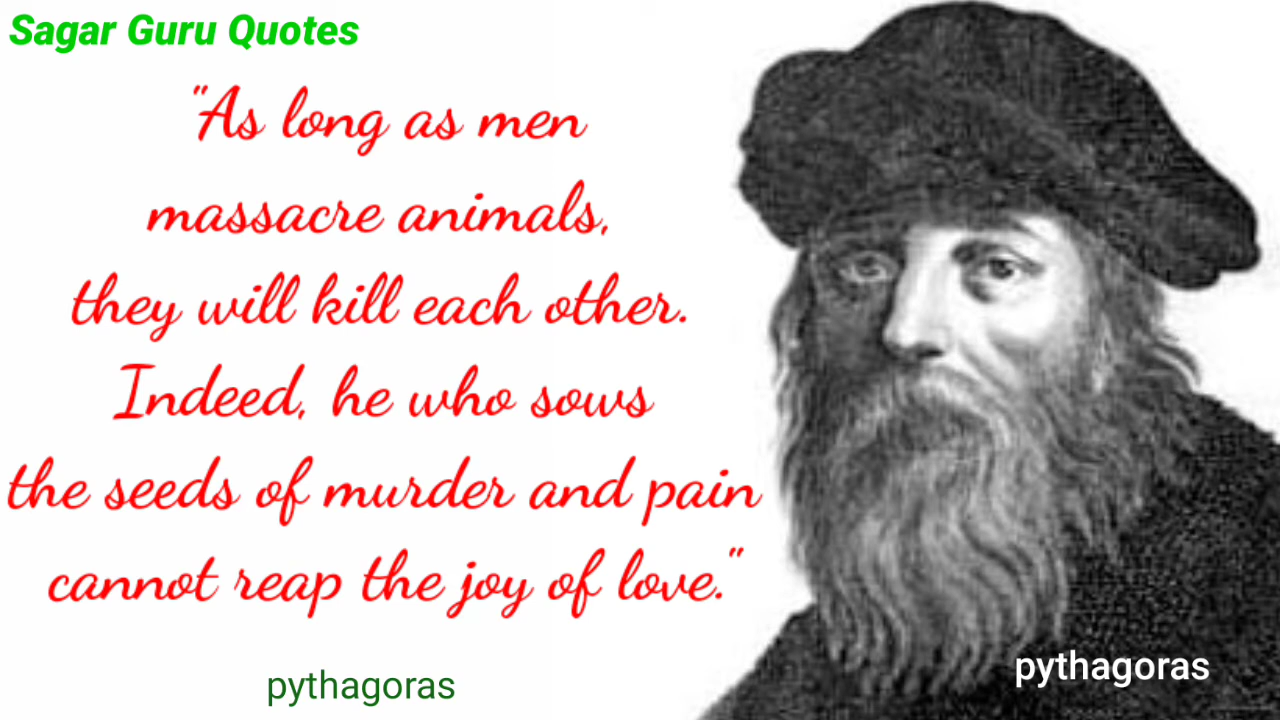 Sagar Guru Quotes
"As long as men
massacre animals,
they will kill each other.
Indeed, he who sows
the seeds of murder and pain
cannot reap the joy of love."
pythagoras
pythagoras